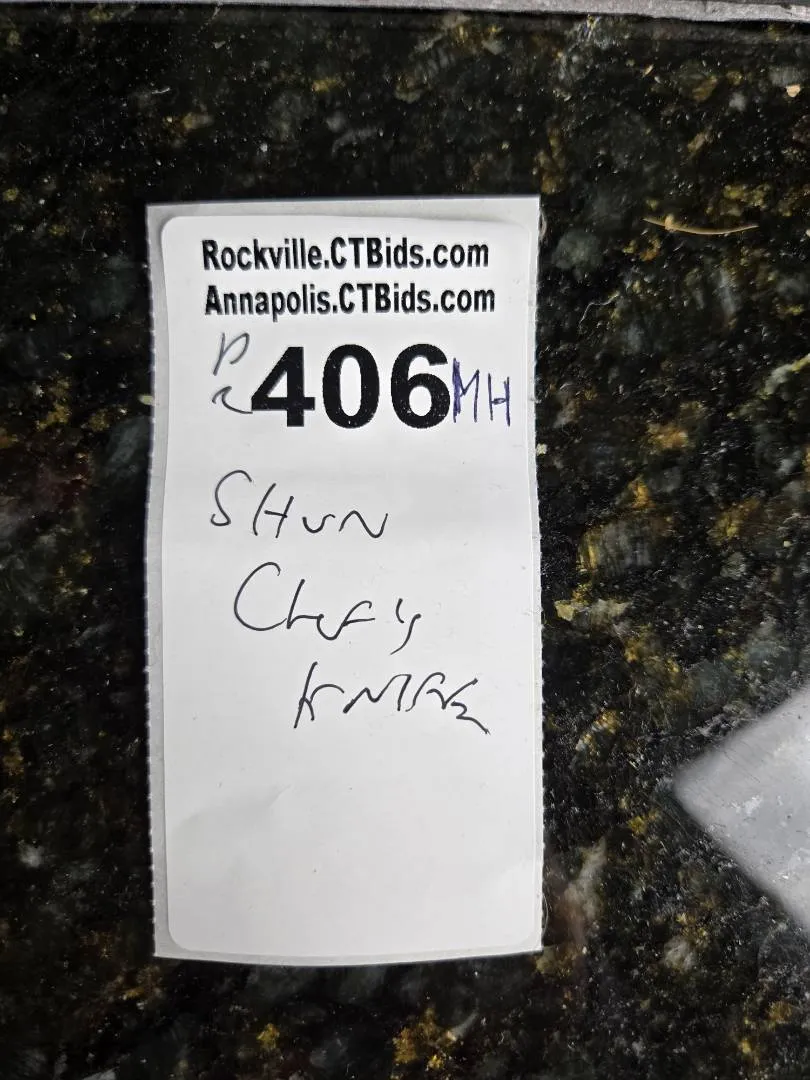 Rockville.CTBids.com
Annapolis.CTBids.com
406 MH
SHUN
Chef's
KNIFE